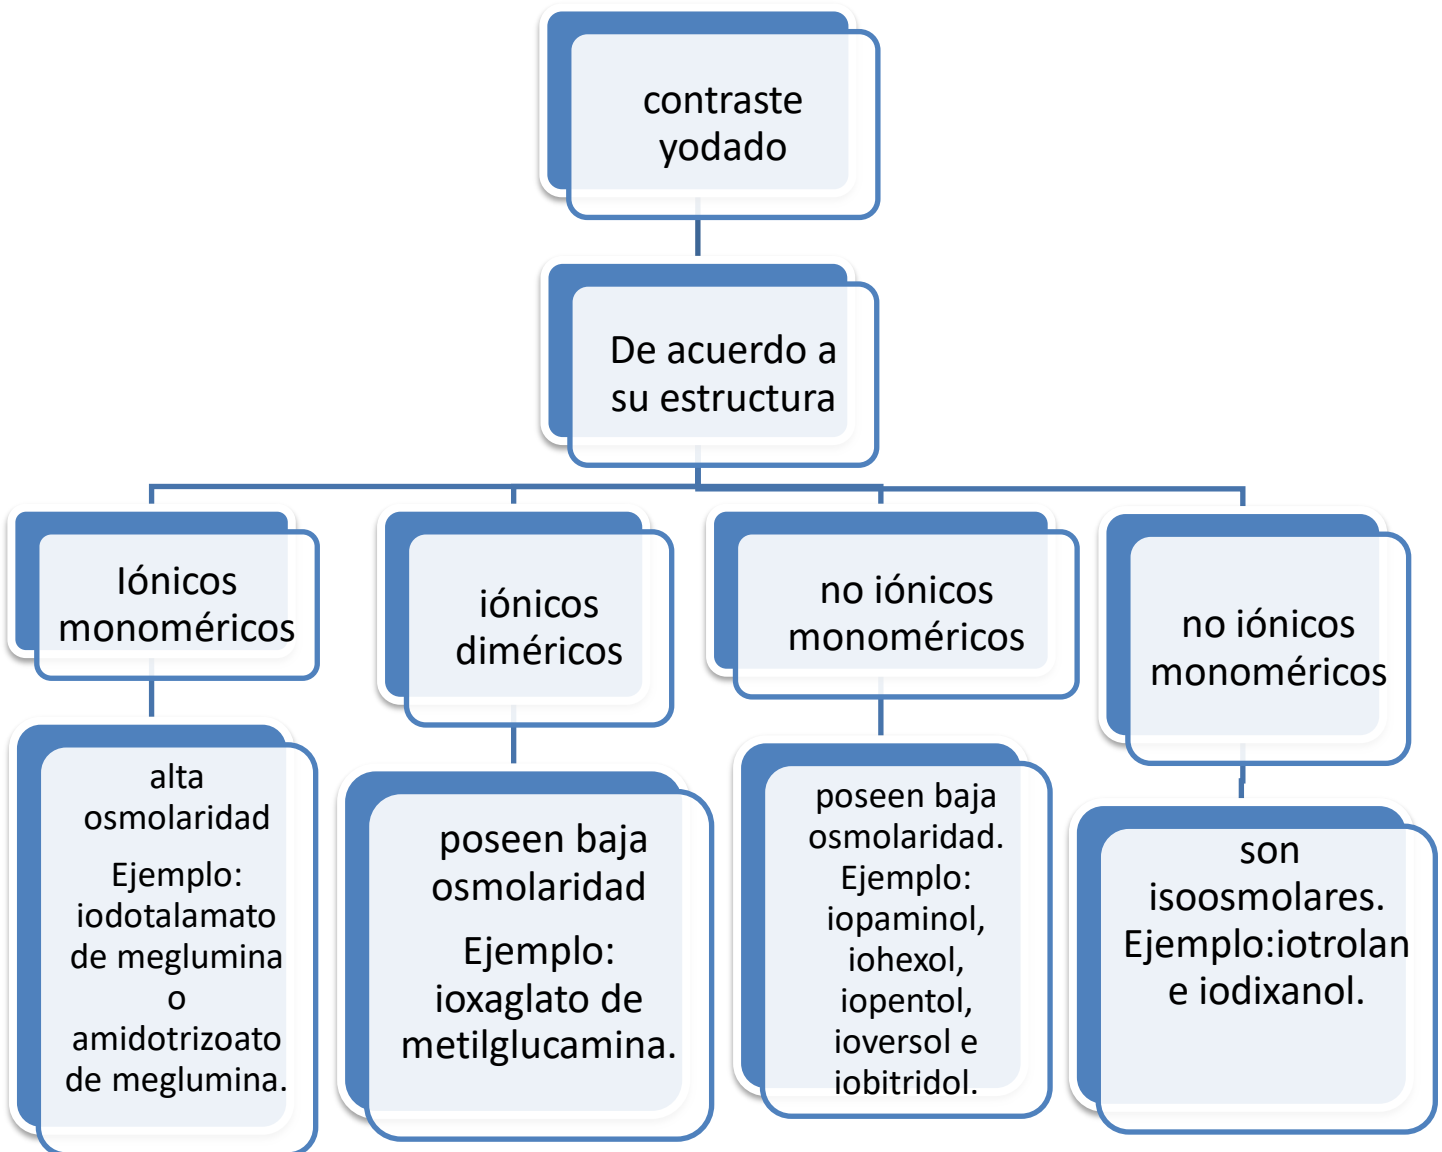 contraste
yodado
De acuerdo a
su estructura
Iónicos
monoméricos
alta
osmolaridad
Ejemplo:
iodotalamato
de meglumina
o
amidotrizoato
de meglumina.
iónicos
diméricos
poseen baja
osmolaridad
Ejemplo:
ioxaglato de
metilglucamina.
no iónicos
monoméricos
poseen baja
osmolaridad.
Ejemplo:
iopaminol,
iohexol,
iopentol,
ioversol e
iobitridol.
no iónicos
monoméricos
son
isoosmolares.
Ejemplo:iotrolan
e iodixanol.